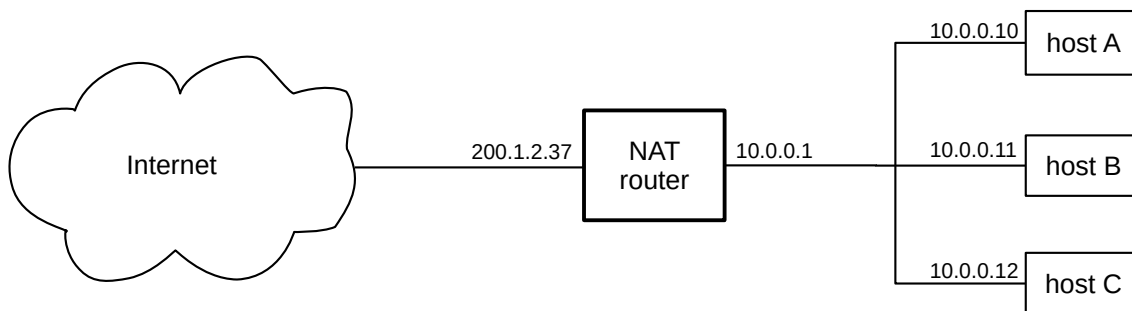 10.0.0.10
host A
Internet
200.1.2.37
NAT
router
10.0.0.1
10.0.0.11
host B
10.0.0.12
host C